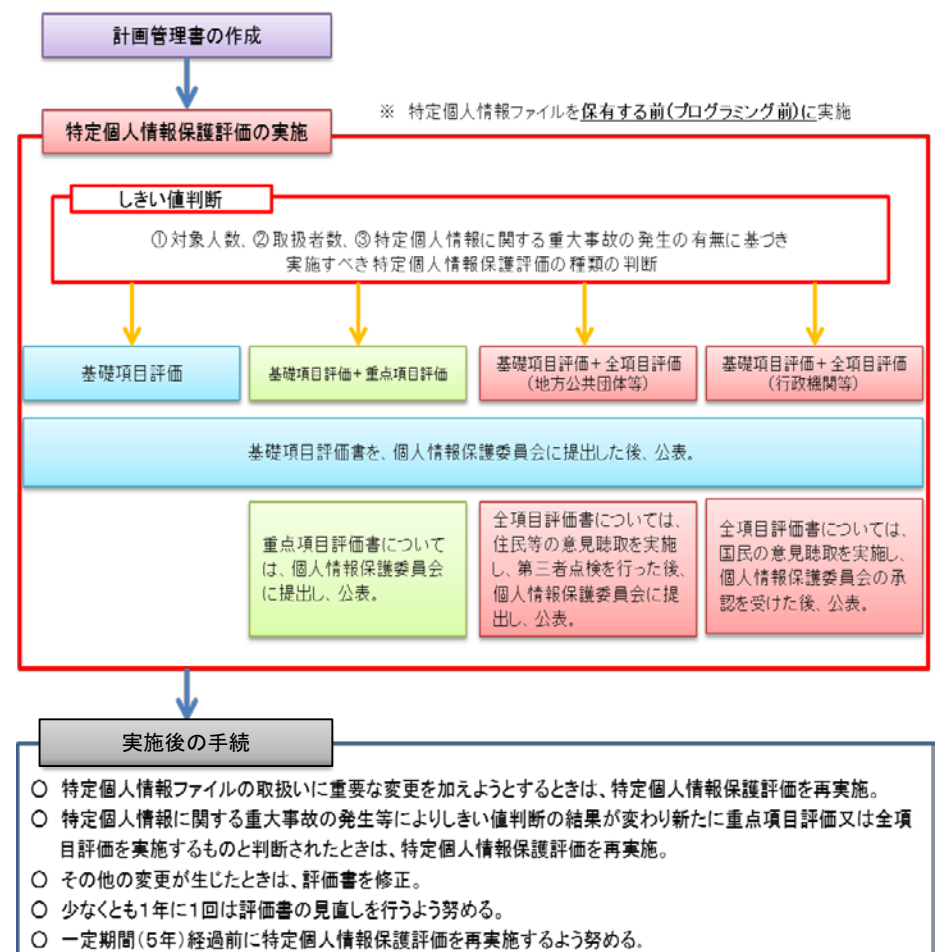 計画管理書の作成
※ 特定個人情報ファイルを保有する前(プログラミング前)に実施
特定個人情報保護評価の実施
しきい値判断
①対象人数、②取扱者数、③特定個人情報に関する重大事故の発生の有無に基づき
実施すべき特定個人情報保護評価の種類の判断
基礎項目評価
基礎項目評価+重点項目評価
基礎項目評価+全項目評価
(地方公共団体等)
基礎項目評価+全項目評価
(行政機関等)
基礎項目評価書を、個人情報保護委員会に提出した後、公表。
重点項目評価書について
は、個人情報保護委員会
に提出し、公表。
全項目評価書については、
住民等の意見聴取を実施
し、第三者点検を行った後、
個人情報保護委員会に提
出し、公表。
全項目評価書については、
国民の意見聴取を実施し、
個人情報保護委員会の承
認を受けた後、公表。
実施後の手続
○ 特定個人情報ファイルの取扱いに重要な変更を加えようとするときは、特定個人情報保護評価を再実施。
○ 特定個人情報に関する重大事故の発生等によりしきい値判断の結果が変わり新たに重点項目評価又は全項
目評価を実施するものと判断されたときは、特定個人情報保護評価を再実施。
○ その他の変更が生じたときは、評価書を修正。
○ 少なくとも1年に1回は評価書の見直しを行うよう努める。
○ 一定期間(5年)経過前に特定個人情報保護評価を再実施するよう努める。